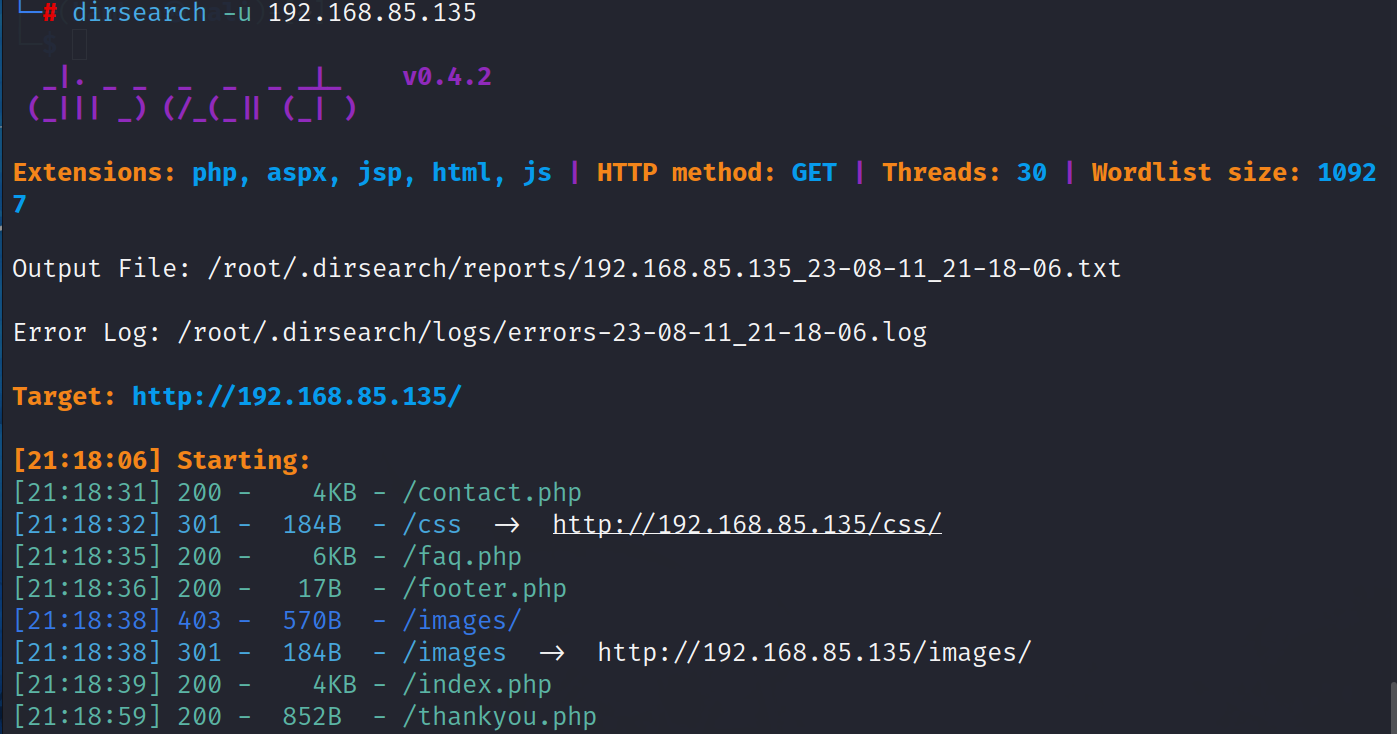 └─# dirsearch -u 192.168.85.135
  _|. _ _  _  _  _ _|_    v0.4.2
 (_||| _) (/_(_|| (_| )
Extensions: php, aspx, jsp, html, js | HTTP method: GET | Threads: 30 | Wordlist size: 1092
7
Output File: /root/.dirsearch/reports/192.168.85.135_23-08-11_21-18-06.txt
Error Log: /root/.dirsearch/logs/errors-23-08-11_21-18-06.log
Target: http://192.168.85.135/
[21:18:06] Starting:
[21:18:31] 200 -    4KB - /contact.php
[21:18:32] 301 -  184B  - /css  →  http://192.168.85.135/css/
[21:18:35] 200 -    6KB - /faq.php
[21:18:36] 200 -   17B  - /footer.php
[21:18:38] 403 -  570B  - /images/
[21:18:38] 301 -  184B  - /images  →  http://192.168.85.135/images/
[21:18:39] 200 -    4KB - /index.php
[21:18:59] 200 -  852B  - /thankyou.php